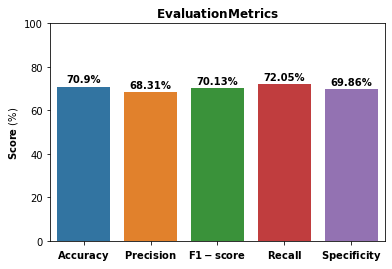 EvaluationMetrics
Score (%)
100
80
60
40
20
0
70.9%
68.31%
70.13%
72.05%
69.86%
Accuracy
Precision
F1 − score
Recall
Specificity